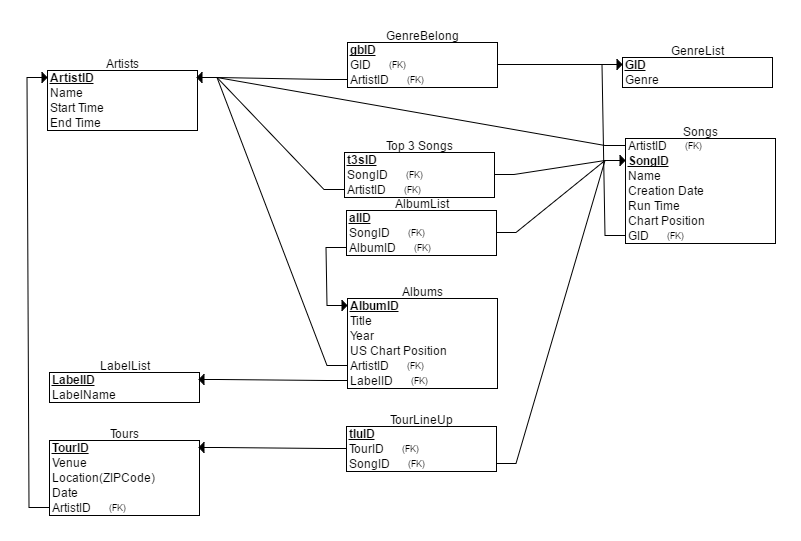 GenreBelong
gbID
GID (FK)
ArtistID (FK)
GenreList
GID
Genre
Artists
ArtistID
Name
Start Time
End Time
Songs
ArtistID (FK)
SongID
Name
Creation Date
Run Time
Chart Position
GID (FK)
Top 3 Songs
t3sID
SongID (FK)
ArtistID (FK)
AlbumList
alID
SongID (FK)
AlbumID (FK)
Albums
AlbumID
Title
Year
US Chart Position
ArtistID (FK)
LabelID (FK)
LabelList
LabelID
LabelName
Tours
TourID
Venue
Location(ZIPCode)
Date
ArtistID (FK)
TourLineUp
tluID
TourID (FK)
SongID (FK)